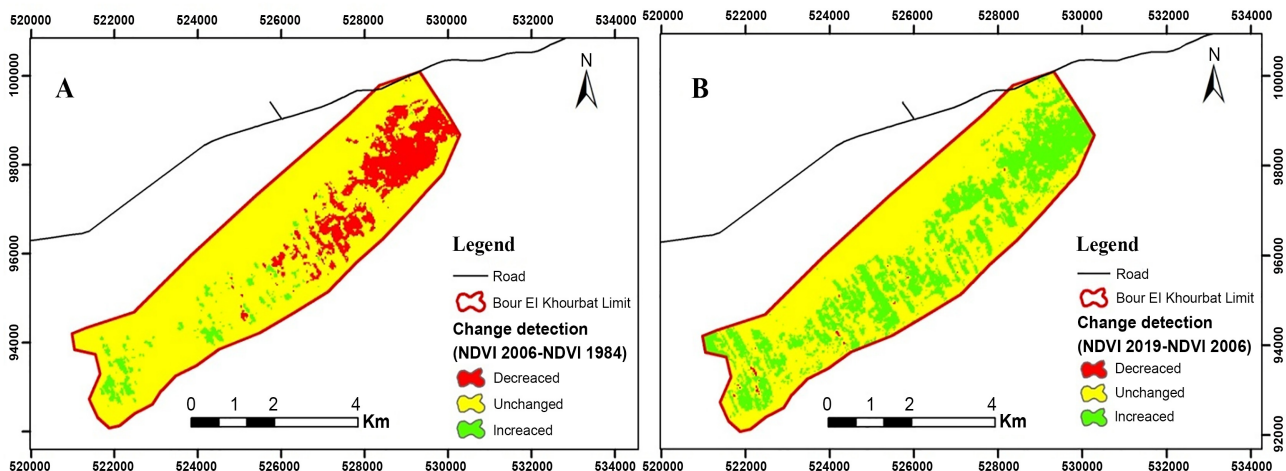 520000 522000 524000 526000 528000 530000 532000 534000
A
N
100000
98000
96000
94000
Legend
Road
Bour El Khourbat Limit
Change detection
(NDVI 2006-NDVI 1984)
Decreaced
Unchanged
Increaced
0 1 2 4
Km
520000 522000 524000 526000 528000 530000 532000 534000
520000 522000 524000 526000 528000 530000 532000 534000
B
N
100000
98000
96000
94000
92000
Legend
Road
Bour El Khourbat Limit
Change detection
(NDVI 2019-NDVI 2006)
Decreaced
Unchanged
Increaced
0 1 2 4
Km
520000 522000 524000 526000 528000 530000 532000 534000